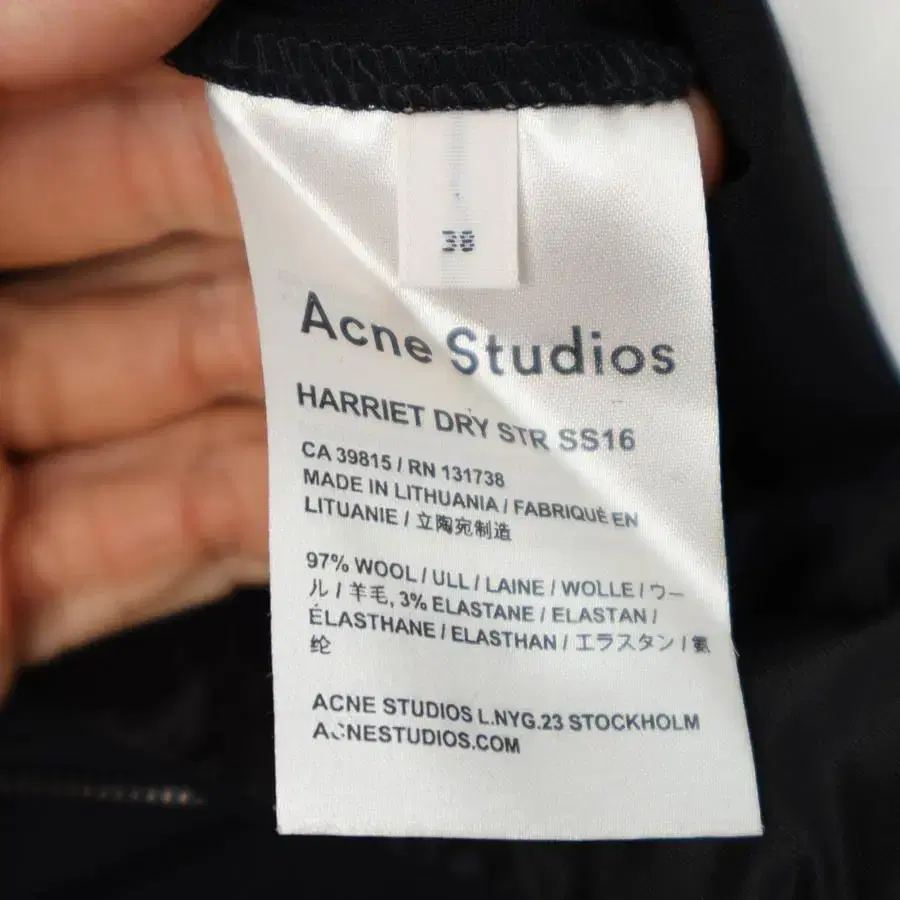 38
Acne Studios
HARRIET DRY STR SS16
CA 39815 / RN 131738
MADE IN LITHUANIA / FABRIQUÉ EN
LITUANIE / 立陶宛制造
97% WOOL / ULL / LAINE / WOLLE / ウー
ル / 羊毛, 3% ELASTANE / ELASTAN /
ÉLASTHANE / ELASTHAN / エラスタン / 氨
纶
ACNE STUDIOS L.NYG.23 STOCKHOLM
ACNESTUDIOS.COM